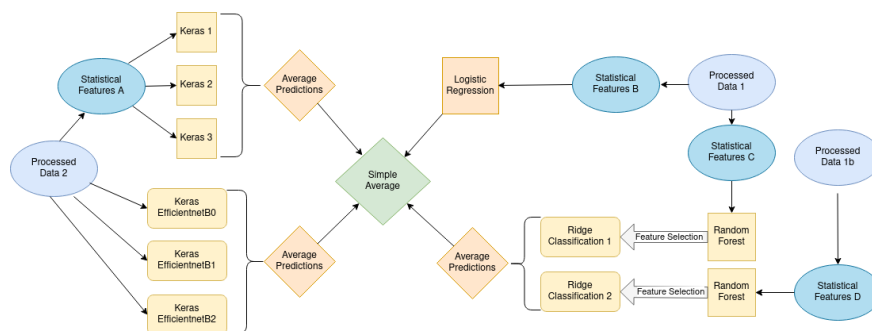 Keras 1
Statistical
Features A
Keras 2
Keras 3
Average
Predictions
Processed
Data 2
Keras
EfficientnetB0
Keras
EfficientnetB1
Keras
EfficientnetB2
Average
Predictions
Simple
Average
Logistic
Regression
Statistical
Features B
Processed
Data 1
Statistical
Features C
Processed
Data 1b
Average
Predictions
Ridge
Classification 1
Feature Selection
Random
Forest
Ridge
Classification 2
Feature Selection
Random
Forest
Statistical
Features D